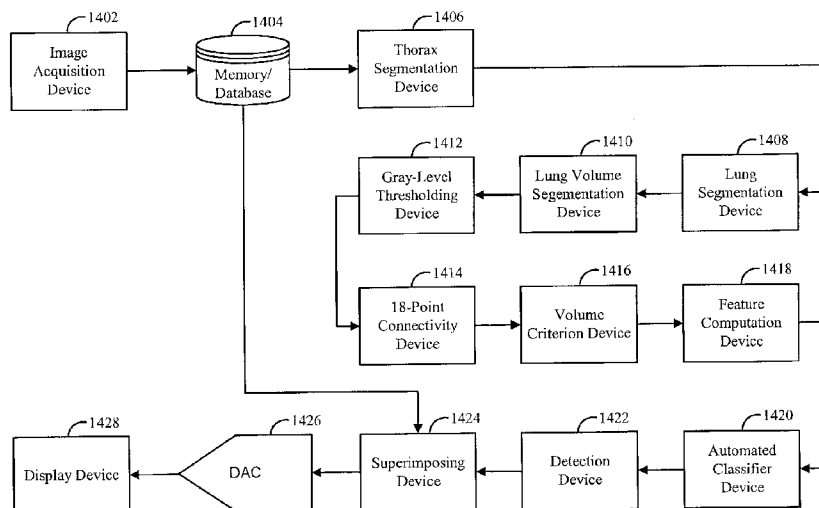 1402
Image
Acquisition
Device
1404
Memory/
Database
1406
Thorax
Segmentation
Device
1412
Gray-Level
Thresholding
Device
1410
Lung Volume
Segementation
Device
1408
Lung
Segmentation
Device
1414
18-Point
Connectivity
Device
1416
Volume
Criterion Device
1418
Feature
Computation
Device
1428
Display Device
1426
DAC
1424
Superimposing
Device
1422
Detection
Device
1420
Automated
Classifier
Device